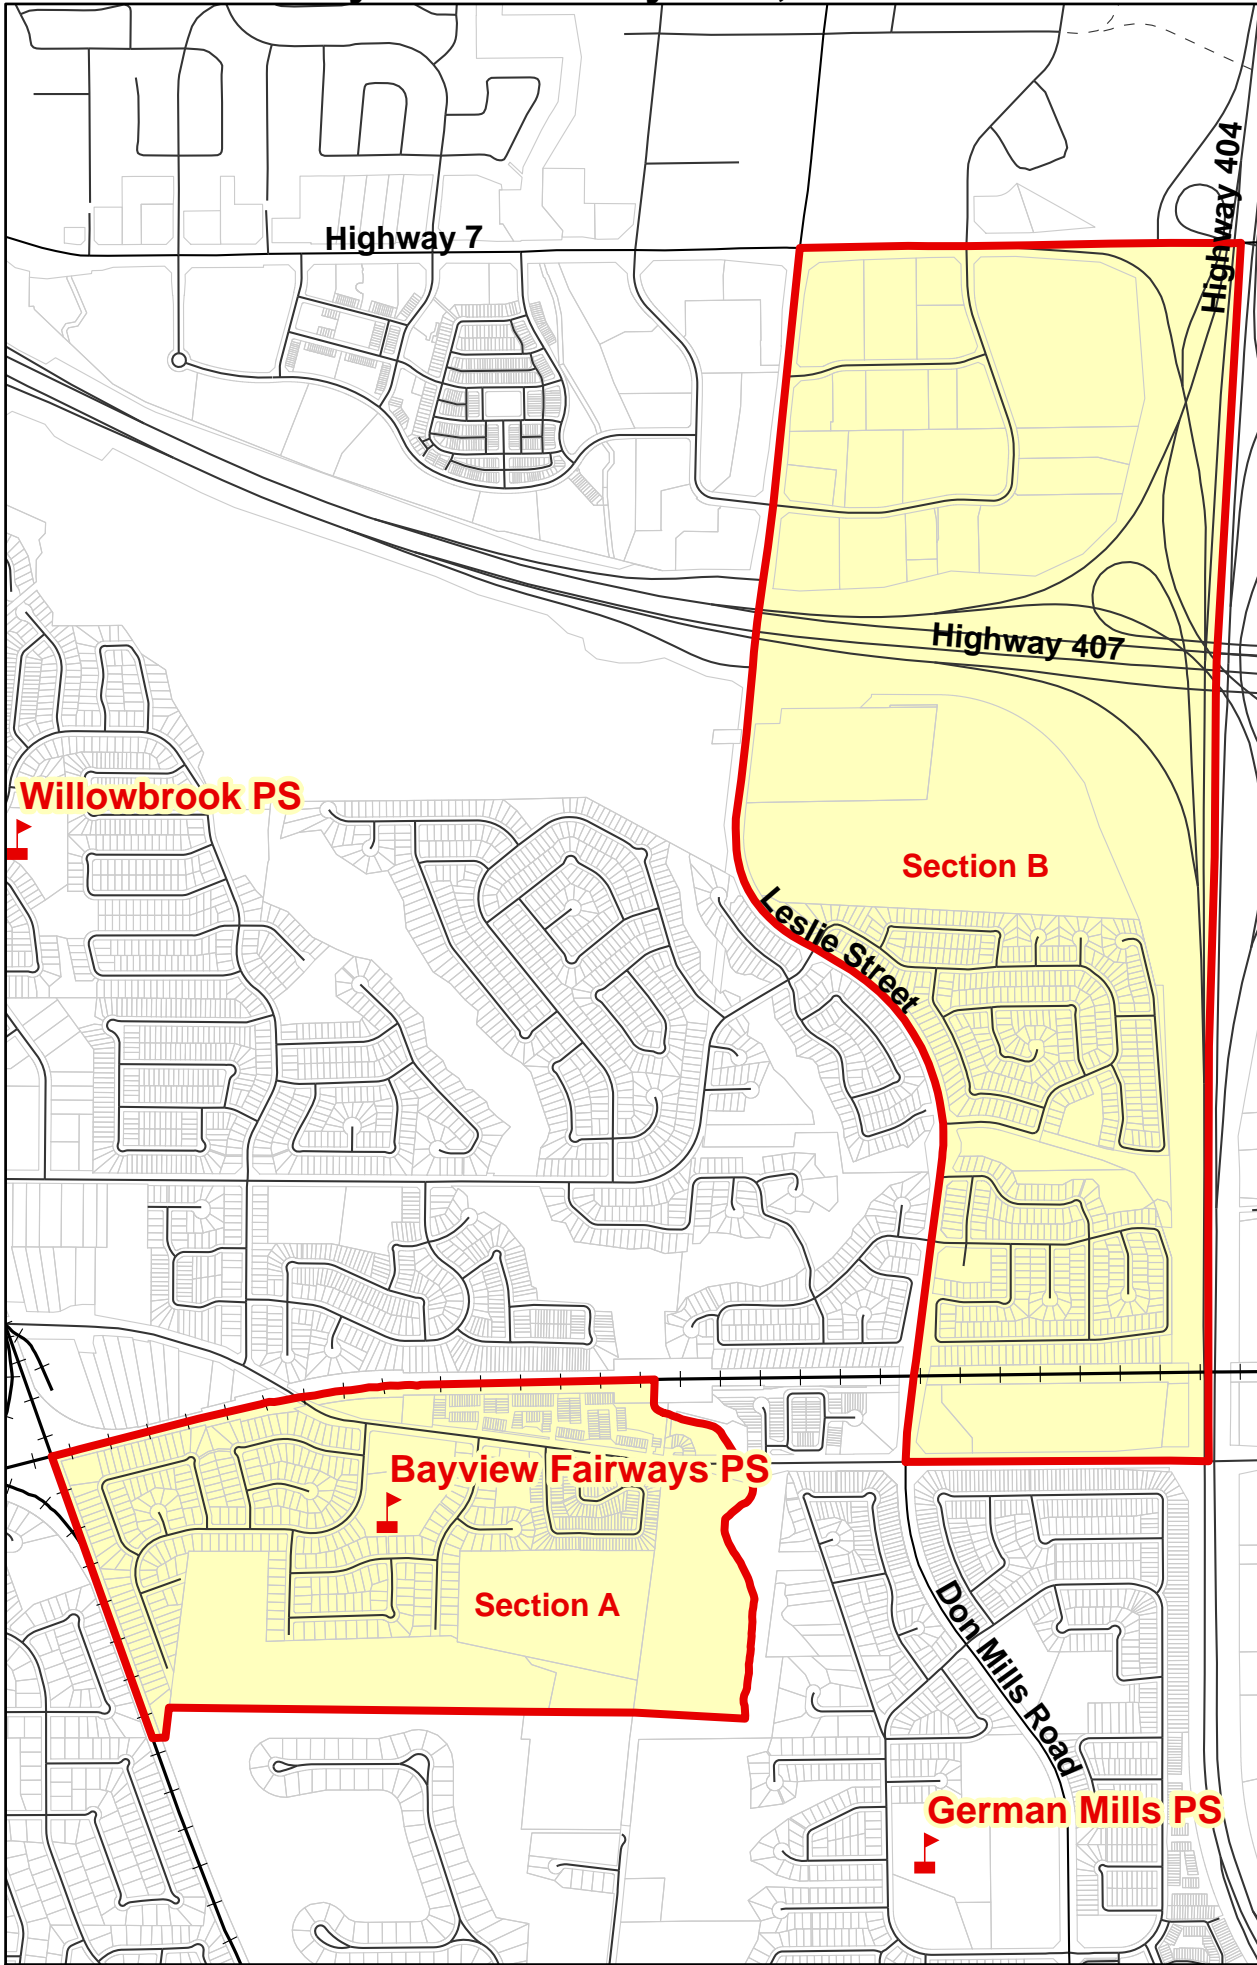 Highway 404
Highway 7
Highway 407
Willowbrook PS
Section B
Leslie Street
Bayview Fairways PS
Section A
Don Mills Road
German Mills PS